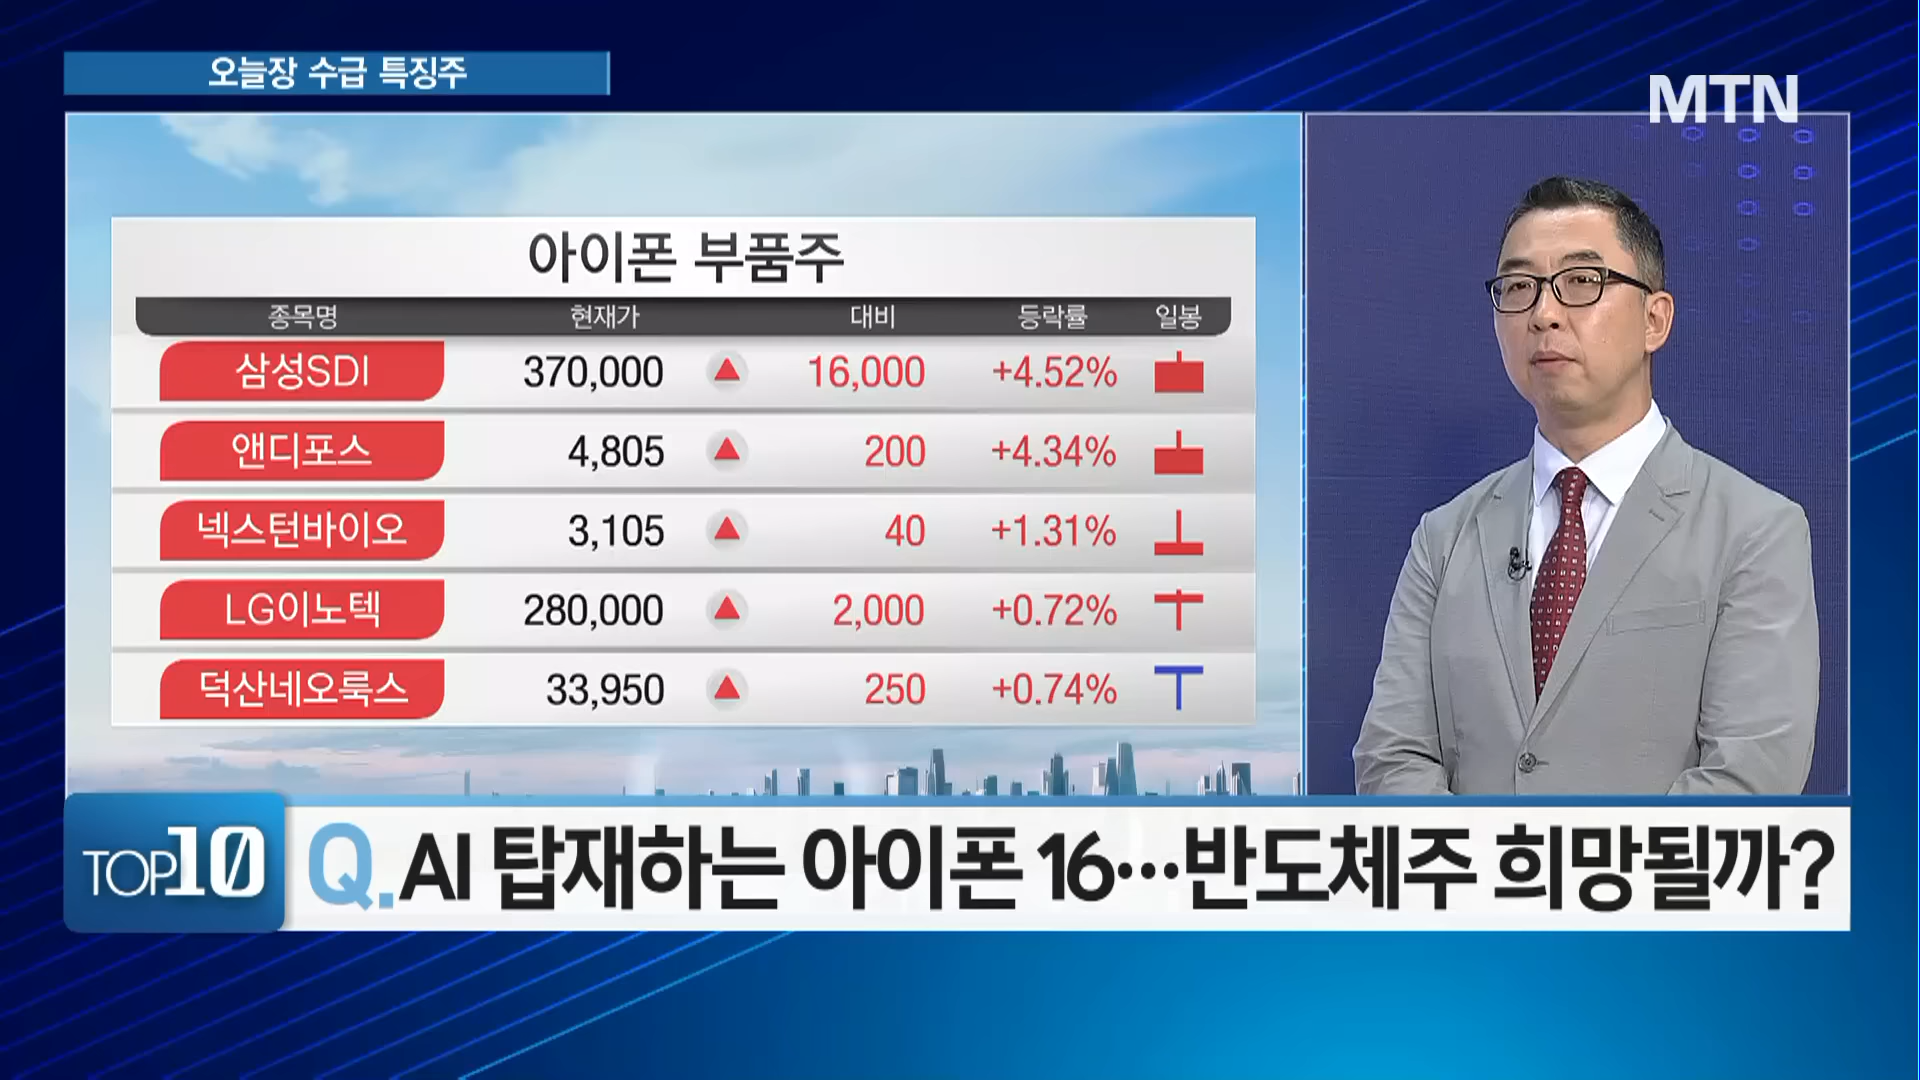 오늘장 수급 특징주
MTN
아이폰 부품주
종목명 현재가 대비 등락률 일봉
삼성SDI 370,000 ▲ 16,000 +4.52%
앤디포스 4,805 ▲ 200 +4.34%
넥스턴바이오 3,105 ▲ 40 +1.31%
LG이노텍 280,000 ▲ 2,000 +0.72%
덕산네오룩스 33,950 ▲ 250 +0.74%
TOP10 Q.AI 탑재하는 아이폰 16…반도체주 희망될까?